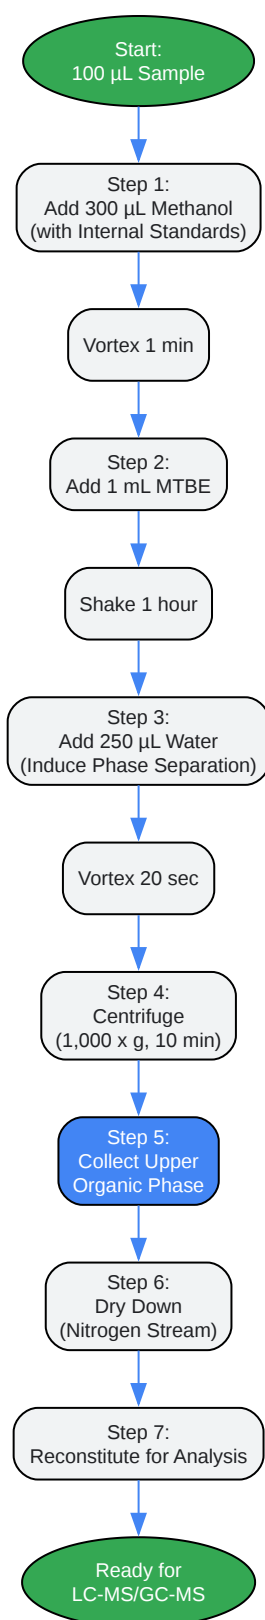 Start:
100 µL Sample
Step 1:
Add 300 µL Methanol
(with Internal Standards)
Vortex 1 min
Step 2:
Add 1 mL MTBE
Shake 1 hour
Step 3:
Add 250 µL Water
(Induce Phase Separation)
Vortex 20 sec
Step 4:
Centrifuge
(1,000 x g, 10 min)
Step 5:
Collect Upper
Organic Phase
Step 6:
Dry Down
(Nitrogen Stream)
Step 7:
Reconstitute for Analysis
Ready for
LC-MS/GC-MS